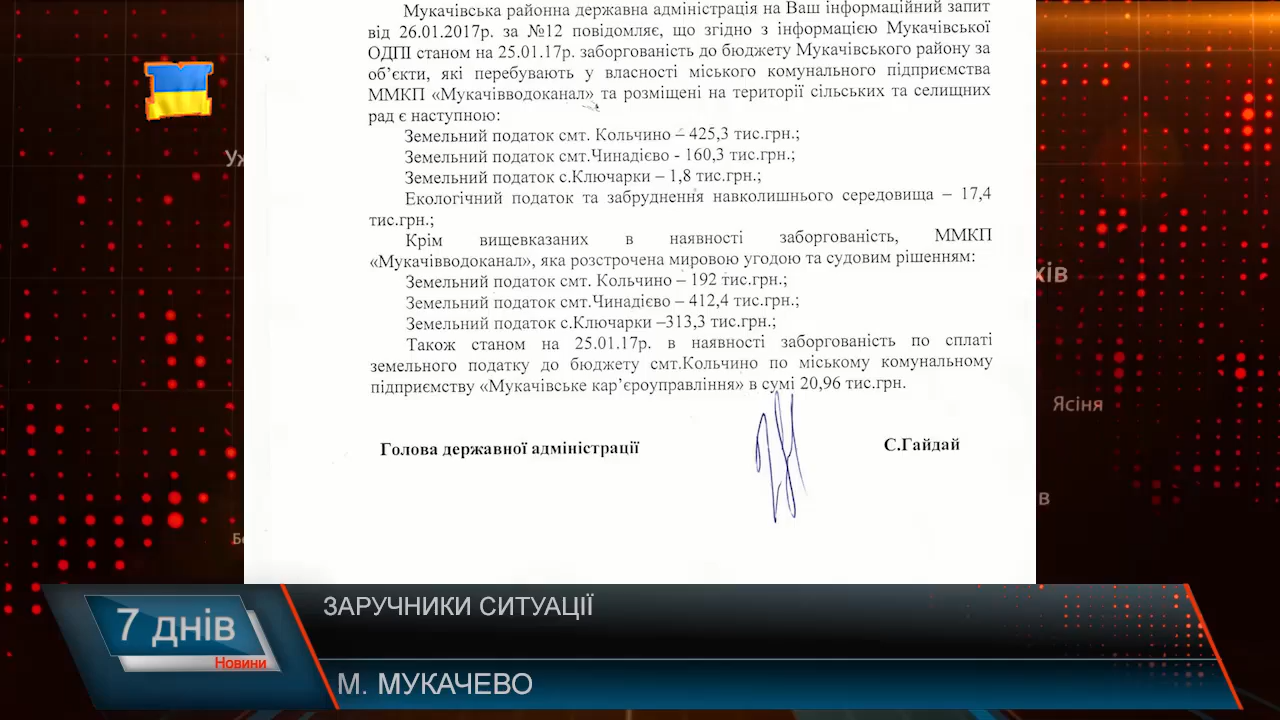 Мукачівська районна державна адміністрація на Ваш інформаційний запит
від 26.01.2017р. за №12 повідомляє, що згідно з інформацією Мукачівської
ОДПІ станом на 25.01.17р. заборгованість до бюджету Мукачівського району за
об’єкти, які перебувають у власності міського комунального підприємства
ММКП «Мукачівводоканал» та розміщені на території сільських та селищних
рад є наступною:
Земельний податок смт. Кольчино – 425,3 тис.грн.;
Земельний податок смт.Чинадієво - 160,3 тис.грн.;
Земельний податок с.Ключарки – 1,8 тис.грн.;
Екологічний податок та забруднення навколишнього середовища – 17,4
тис.грн.;
Крім вищевказаних в наявності заборгованість, ММКП
«Мукачівводоканал», яка розстрочена мировою угодою та судовим рішенням:
Земельний податок смт. Кольчино – 192 тис.грн.;
Земельний податок смт.Чинадієво – 412,4 тис.грн.;
Земельний податок с.Ключарки –313,3 тис.грн.;
Також станом на 25.01.17р. в наявності заборгованість по сплаті
земельного податку до бюджету смт.Кольчино по міському комунальному
підприємству «Мукачівське кар’єроуправління» в сумі 20,96 тис.грн.
Голова державної адміністрації С.Гайдай
Ясіня
7 днів
Новини
ЗАРУЧНИКИ СИТУАЦІЇ
М. МУКАЧЕВО